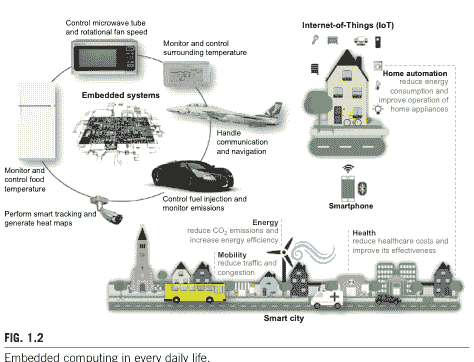 Control microwave tube
and rotational fan speed
Monitor and control
surrounding temperature
Embedded systems
Handle
communication
and navigation
Monitor and
control food
temperature
Control fuel injection and
monitor emissions
Perform smart tracking and
generate heat maps
Internet-of-Things (IoT)
Home automation
reduce energy
consumption and
improve operation of
home appliances
Smartphone
Energy
reduce CO₂ emissions and
increase energy efficiency
Health
reduce healthcare costs and
improve its effectiveness
Mobility
reduce traffic and
congestion
Smart city
FIG. 1.2
Embedded computing in every daily life.